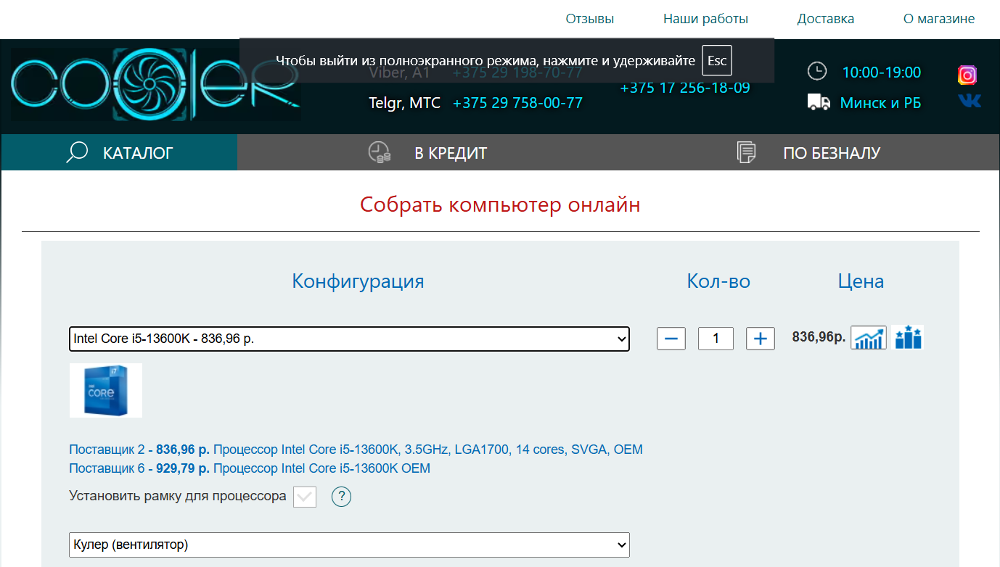 Отзывы Наши работы Доставка О магазине
COOLER
Чтобы выйти из полноэкранного режима, нажмите и удерживайте Esc
Viber, A1 +375 29 198-70-77
+375 17 256-18-09
10:00-19:00
Telgr, МТС +375 29 758-00-77
Минск и РБ
КАТАЛОГ В КРЕДИТ ПО БЕЗНАЛУ
Собрать компьютер онлайн
Конфигурация Кол-во Цена
Intel Core i5-13600K - 836,96 р. 1 836,96р.
i7
intel
CORE
Поставщик 2 - 836,96 р. Процессор Intel Core i5-13600K, 3.5GHz, LGA1700, 14 cores, SVGA, OEM
Поставщик 6 - 929,79 р. Процессор Intel Core i5-13600K OEM
Установить рамку для процессора ?
Кулер (вентилятор)